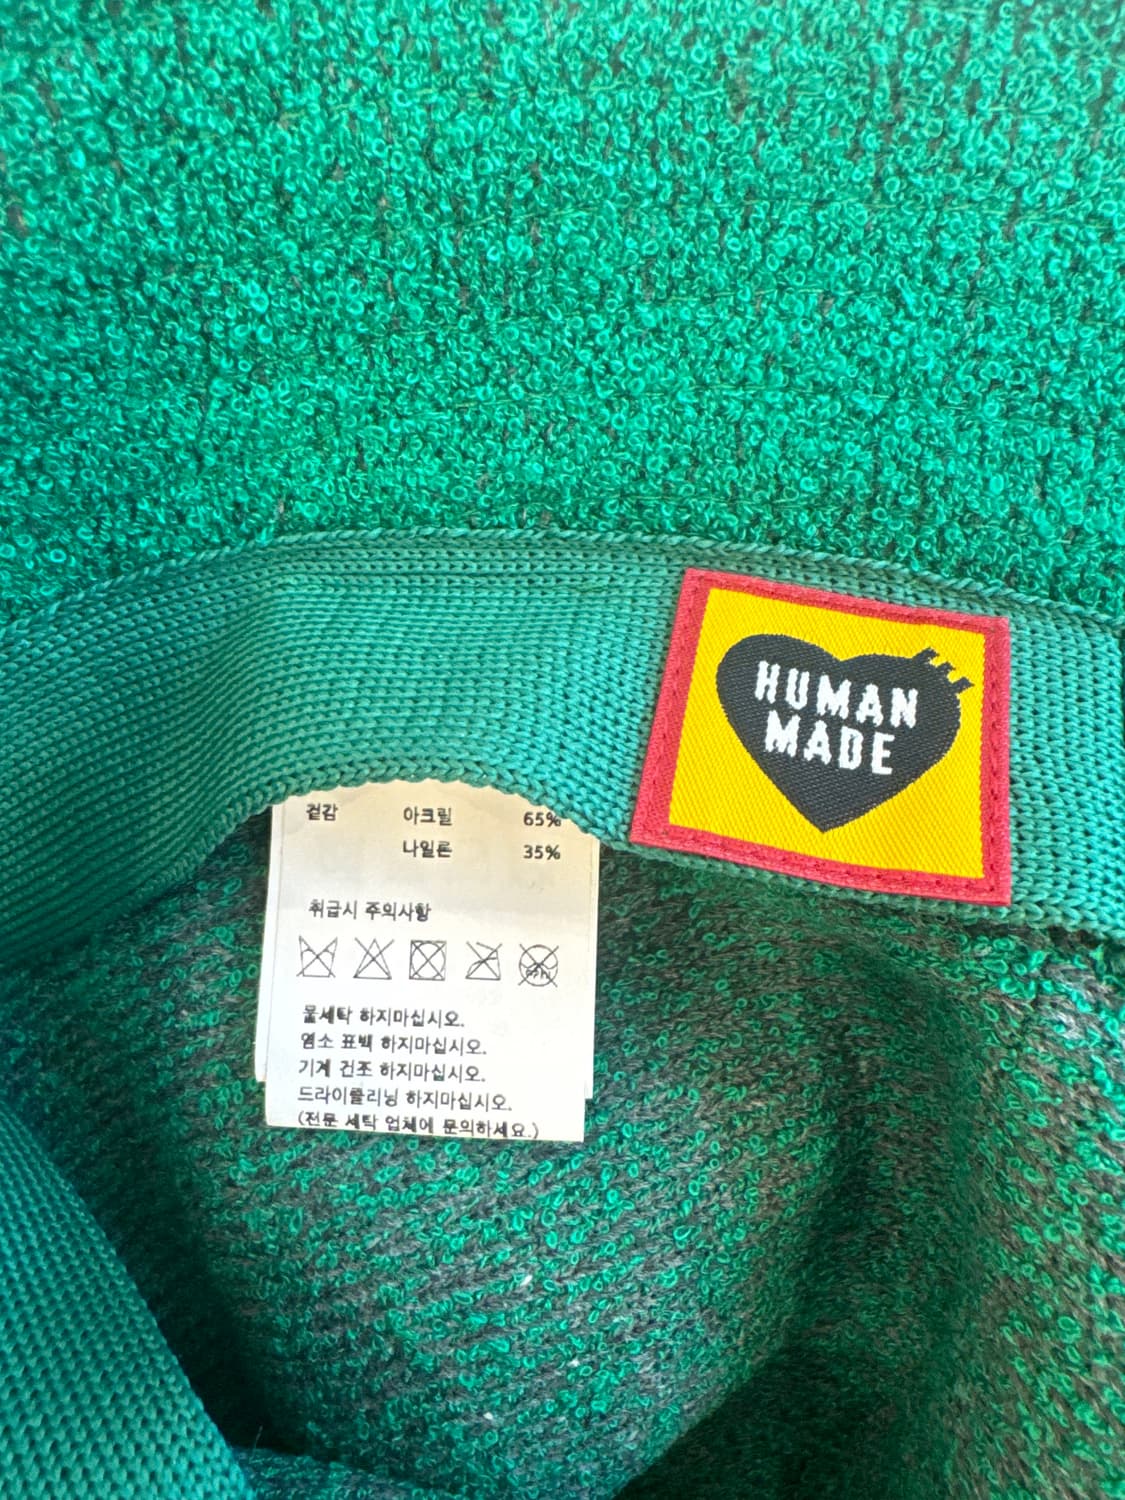 HUMAN
MADE
겉감 아크릴 65%
나일론 35%
취급시 주의사항
물세탁 하지마십시오.
염소 표백 하지마십시오.
기계 건조 하지마십시오.
드라이클리닝 하지마십시오.
(전문 세탁 업체에 문의하세요.)